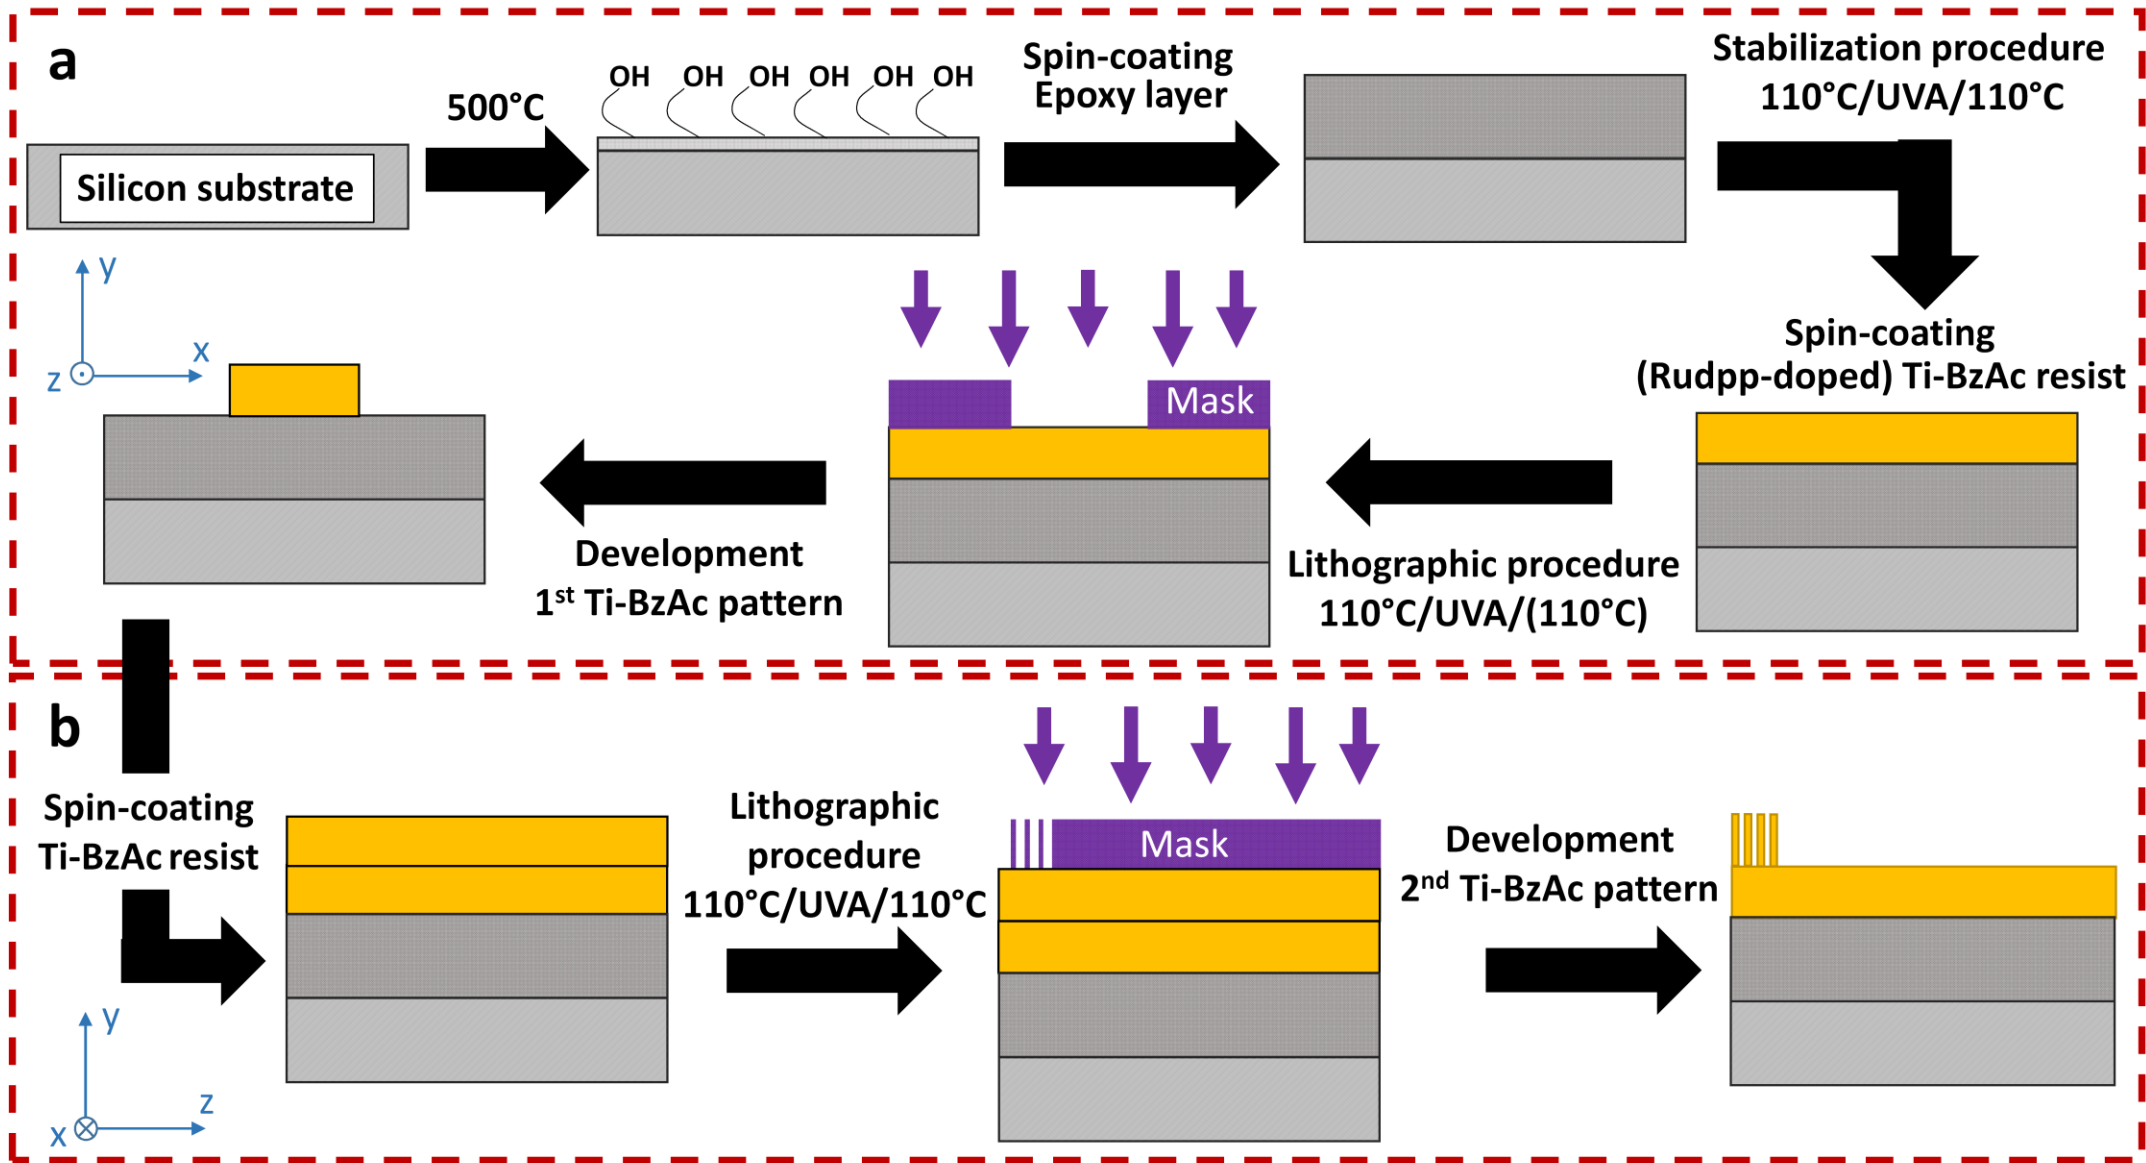 a
Silicon substrate
500°C
OH OH OH OH OH OH
Spin-coating
Epoxy layer
Stabilization procedure
110°C/UVA/110°C
Spin-coating
(Rudpp-doped) Ti-BzAc resist
Lithographic procedure
110°C/UVA/(110°C)
Mask
Development
1st Ti-BzAc pattern
y
x
z
b
Spin-coating
Ti-BzAc resist
Lithographic
procedure
110°C/UVA/110°C
Mask
Development
2nd Ti-BzAc pattern
y
z
x